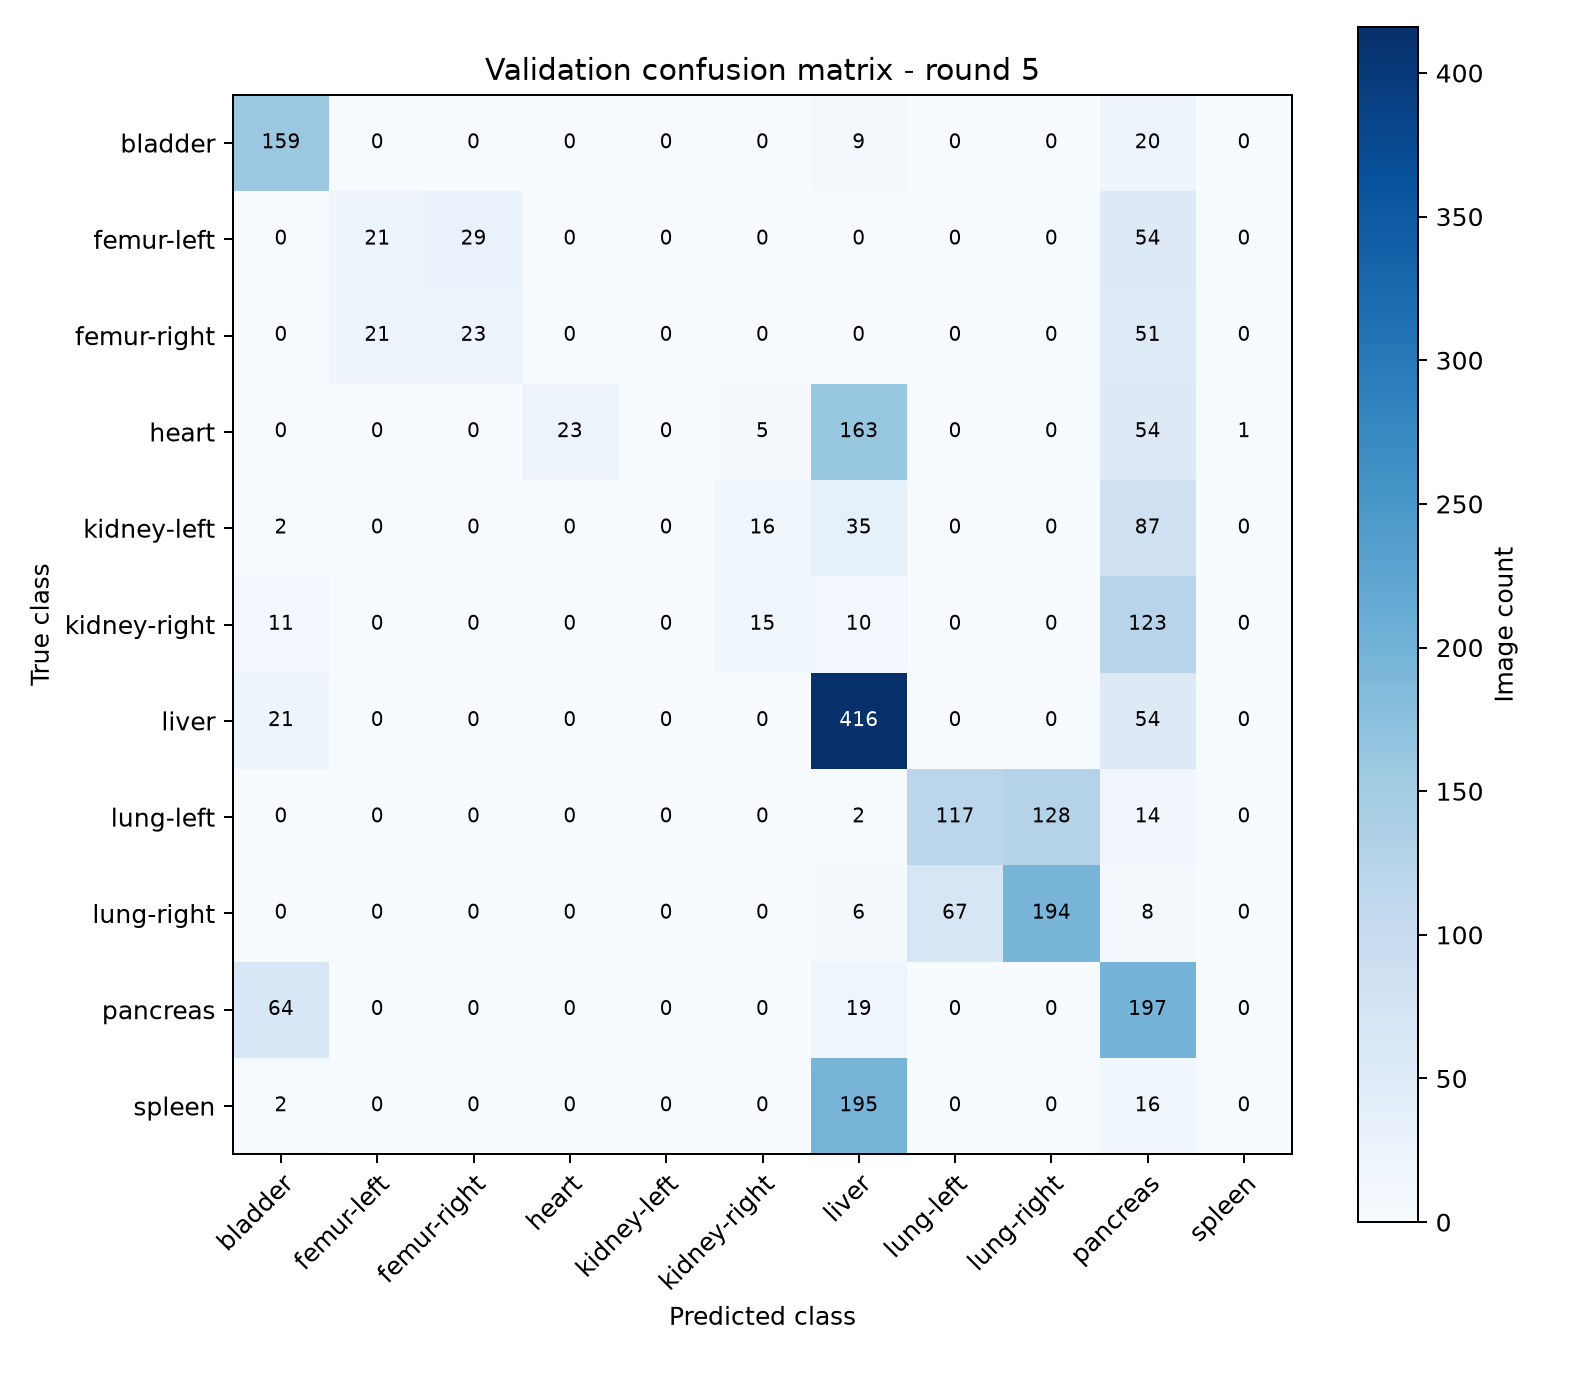 Validation confusion matrix - round 5
bladder 159 0 0 0 0 0 9 0 0 20 0
femur-left 0 21 29 0 0 0 0 0 0 54 0
femur-right 0 21 23 0 0 0 0 0 0 51 0
heart 0 0 0 23 0 5 163 0 0 54 1
kidney-left 2 0 0 0 0 16 35 0 0 87 0
kidney-right 11 0 0 0 0 15 10 0 0 123 0
liver 21 0 0 0 0 0 416 0 0 54 0
lung-left 0 0 0 0 0 0 2 117 128 14 0
lung-right 0 0 0 0 0 0 6 67 194 8 0
pancreas 64 0 0 0 0 0 19 0 0 197 0
spleen 2 0 0 0 0 0 195 0 0 16 0
True class
bladder femur-left femur-right heart kidney-left kidney-right liver lung-left lung-right pancreas spleen
Predicted class
400
350
300
250
200
150
100
50
0
Image count